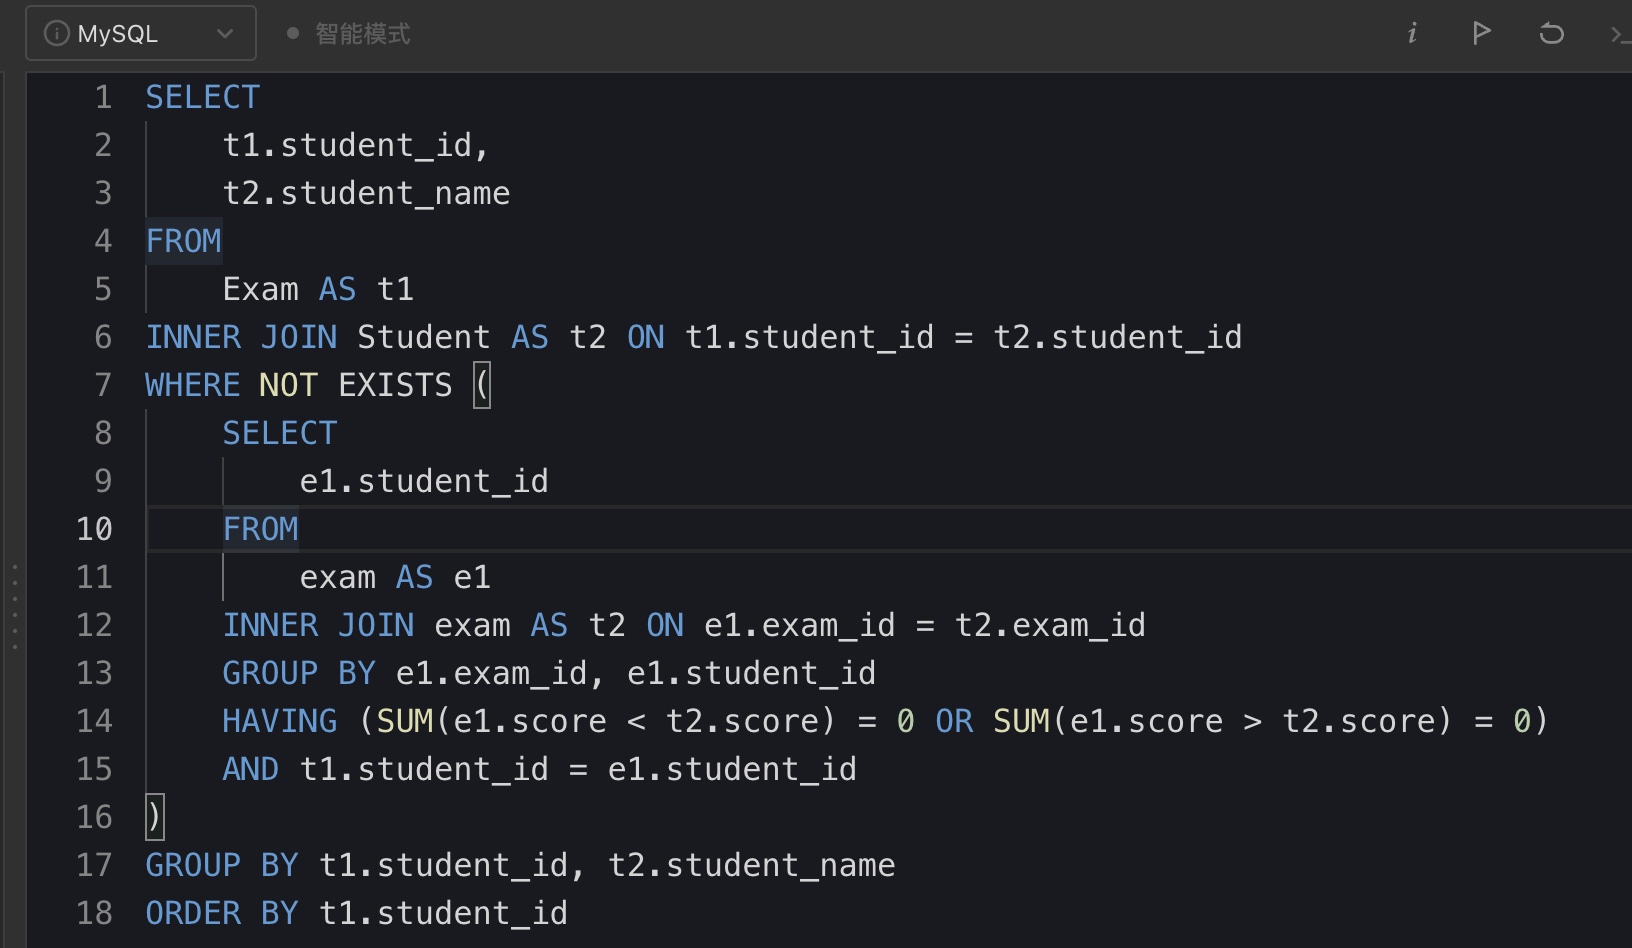 MySQL 智能模式
1 SELECT
2 t1.student_id,
3 t2.student_name
4 FROM
5 Exam AS t1
6 INNER JOIN Student AS t2 ON t1.student_id = t2.student_id
7 WHERE NOT EXISTS (
8 SELECT
9 e1.student_id
10 FROM
11 exam AS e1
12 INNER JOIN exam AS t2 ON e1.exam_id = t2.exam_id
13 GROUP BY e1.exam_id, e1.student_id
14 HAVING (SUM(e1.score < t2.score) = 0 OR SUM(e1.score > t2.score) = 0)
15 AND t1.student_id = e1.student_id
16 )
17 GROUP BY t1.student_id, t2.student_name
18 ORDER BY t1.student_id